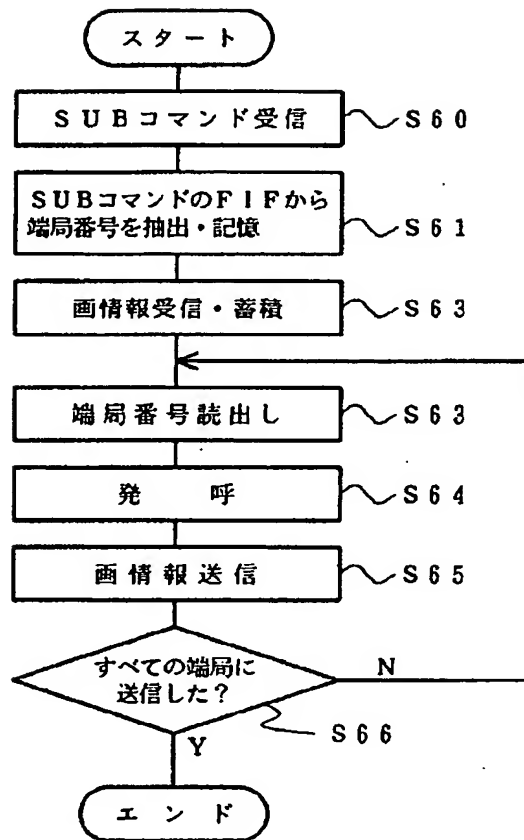 スタート
SUBコマンド受信
S60
SUBコマンドのFIFから
端局番号を抽出・記憶
S61
画情報受信・蓄積
S63
端局番号読出し
S63
発呼
S64
画情報送信
S65
すべての端局に
送信した?
N
S66
Y
エンド